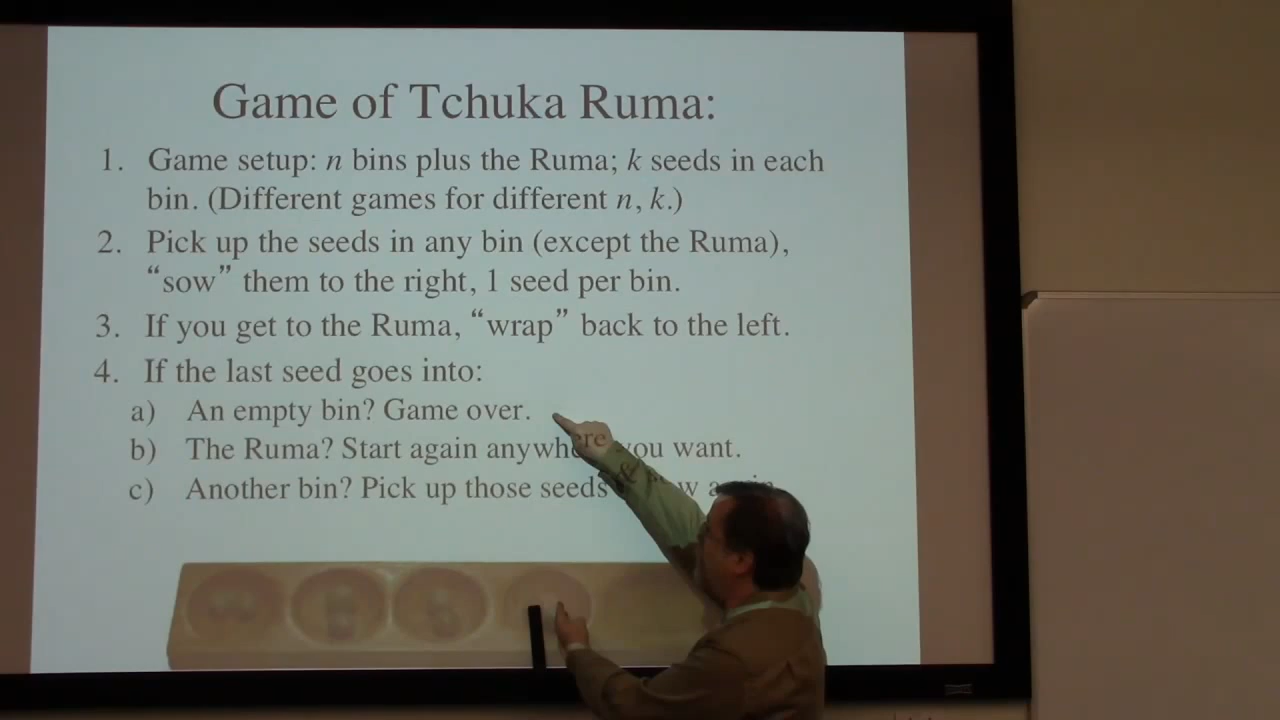 Game of Tchuka Ruma:
1. Game setup: n bins plus the Ruma; k seeds in each
bin. (Different games for different n, k.)
2. Pick up the seeds in any bin (except the Ruma),
“sow” them to the right, 1 seed per bin.
3. If you get to the Ruma, “wrap” back to the left.
4. If the last seed goes into:
a) An empty bin? Game over.
b) The Ruma? Start again anywhere you want.
c) Another bin? Pick up those seeds & sow again.